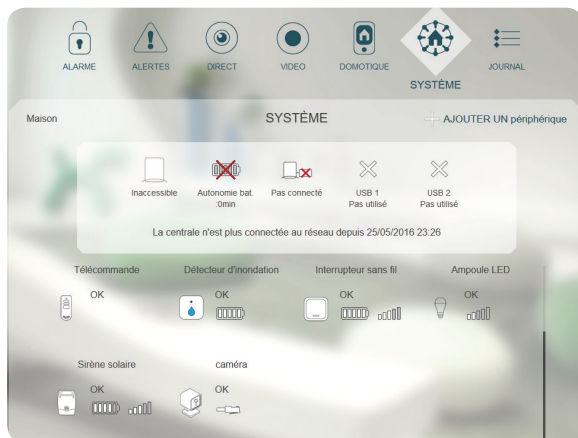 ALARME ALERTES DIRECT VIDEO DOMOTIQUE SYSTÊME JOURNAL
Maison SYSTÈME AJOUTER UN périphérique
Inaccessible Autonomie bat. Pas connecté USB 1 USB 2
:0min Pas utilisé Pas utilisé
La centrale n'est plus connectée au réseau depuis 25/05/2016 23:26
Télécommande Détecteur d'inondation Interrupteur sans fil Ampoule LED
OK OK OK OK
Sirène solaire caméra
OK OK